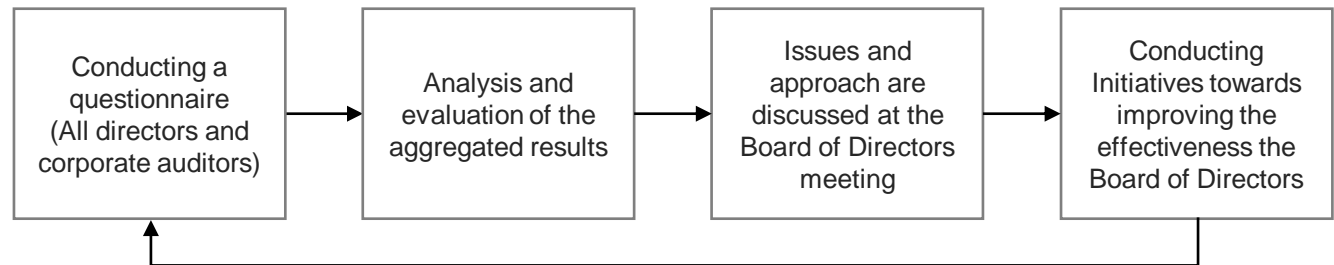 Conducting a
questionnaire
(All directors and
corporate auditors)
Analysis and
evaluation of the
aggregated results
Issues and
approach are
discussed at the
Board of Directors
meeting
Conducting
Initiatives towards
improving the
effectiveness the
Board of Directors